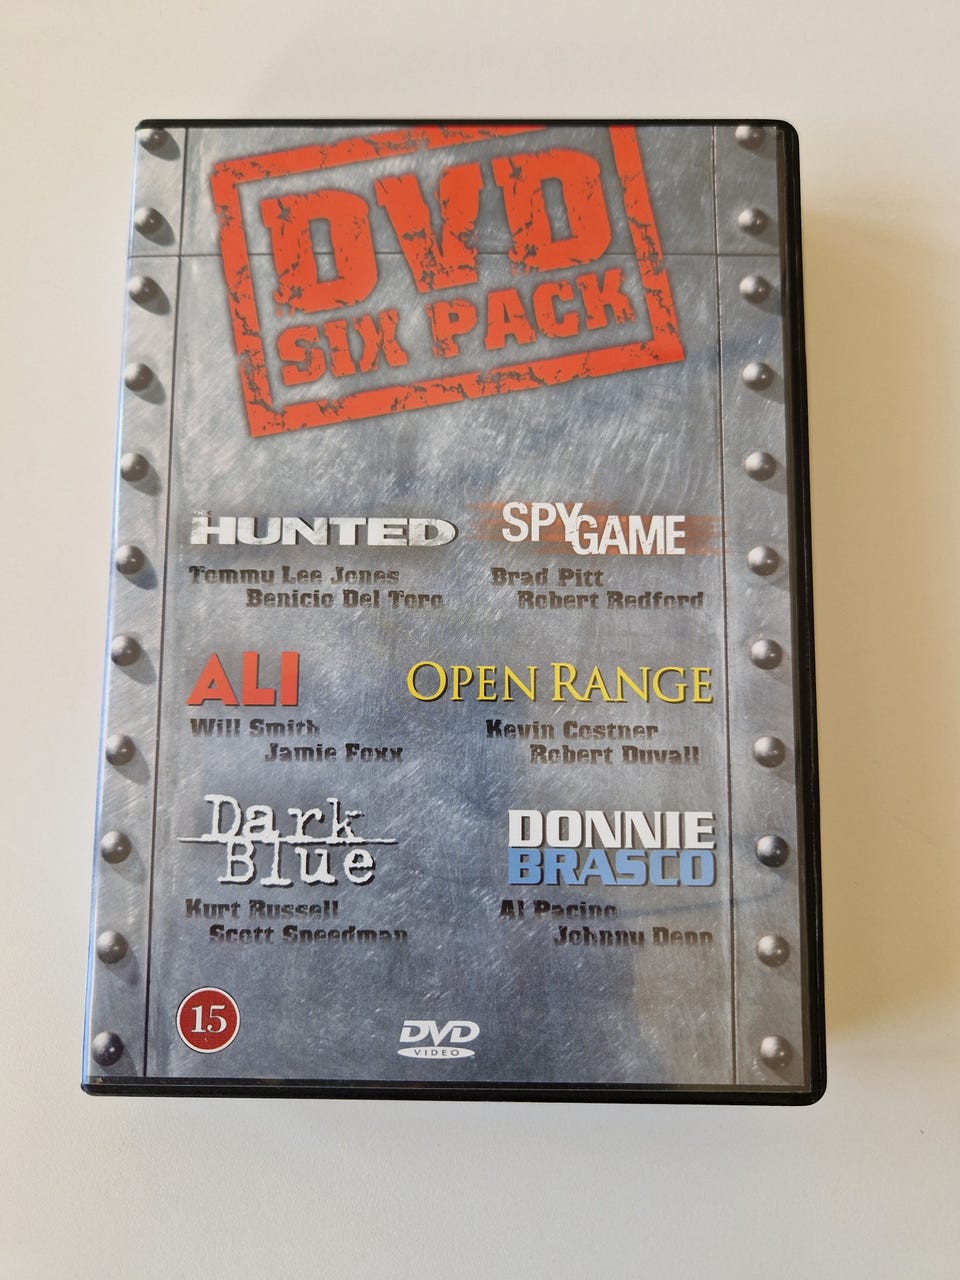 DVD
SIX PACK
THE
HUNTED
Tommy Lee Jones
Benicio Del Toro
SPY GAME
Brad Pitt
Robert Redford
ALI
Will Smith
Jamie Foxx
OPEN RANGE
Kevin Costner
Robert Duvall
Dark
Blue
Kurt Russell
Scott Speedman
DONNIE
BRASCO
Al Pacino
Johnny Depp
15
DVD
VIDEO